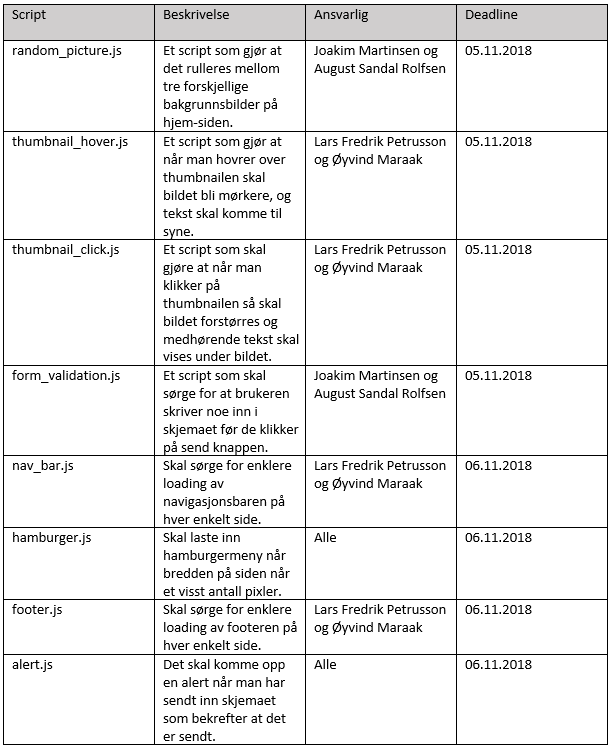 Script
Beskrivelse
Ansvarlig
Deadline
random_picture.js
Et script som gjør at
det rulleres mellom
tre forskjellige
bakgrunnsbilder på
hjem-siden.
Joakim Martinsen og
August Sandal Rolfsen
05.11.2018
thumbnail_hover.js
Et script som gjør at
når man hovrer over
thumbnailen skal
bildet bli mørkere, og
tekst skal komme til
syne.
Lars Fredrik Petrusson
og Øyvind Maraak
05.11.2018
thumbnail_click.js
Et script som skal
gjøre at når man
klikker på
thumbnailen så skal
bildet forstørres og
medhørende tekst skal
vises under bildet.
Lars Fredrik Petrusson
og Øyvind Maraak
05.11.2018
form_validation.js
Et script som skal
sørge for at brukeren
skriver noe inn i
skjemaet før de klikker
på send knappen.
Joakim Martinsen og
August Sandal Rolfsen
05.11.2018
nav_bar.js
Skal sørge for enklere
loading av
navigasjonsbaren på
hver enkelt side.
Lars Fredrik Petrusson
og Øyvind Maraak
06.11.2018
hamburger.js
Skal laste inn
hamburgermeny når
bredden på siden når
et visst antall pixler.
Alle
06.11.2018
footer.js
Skal sørge for enklere
loading av footeren på
hver enkelt side.
Lars Fredrik Petrusson
og Øyvind Maraak
06.11.2018
alert.js
Det skal komme opp
en alert når man har
sendt inn skjemaet
som bekrefter at det
er sendt.
Alle
06.11.2018